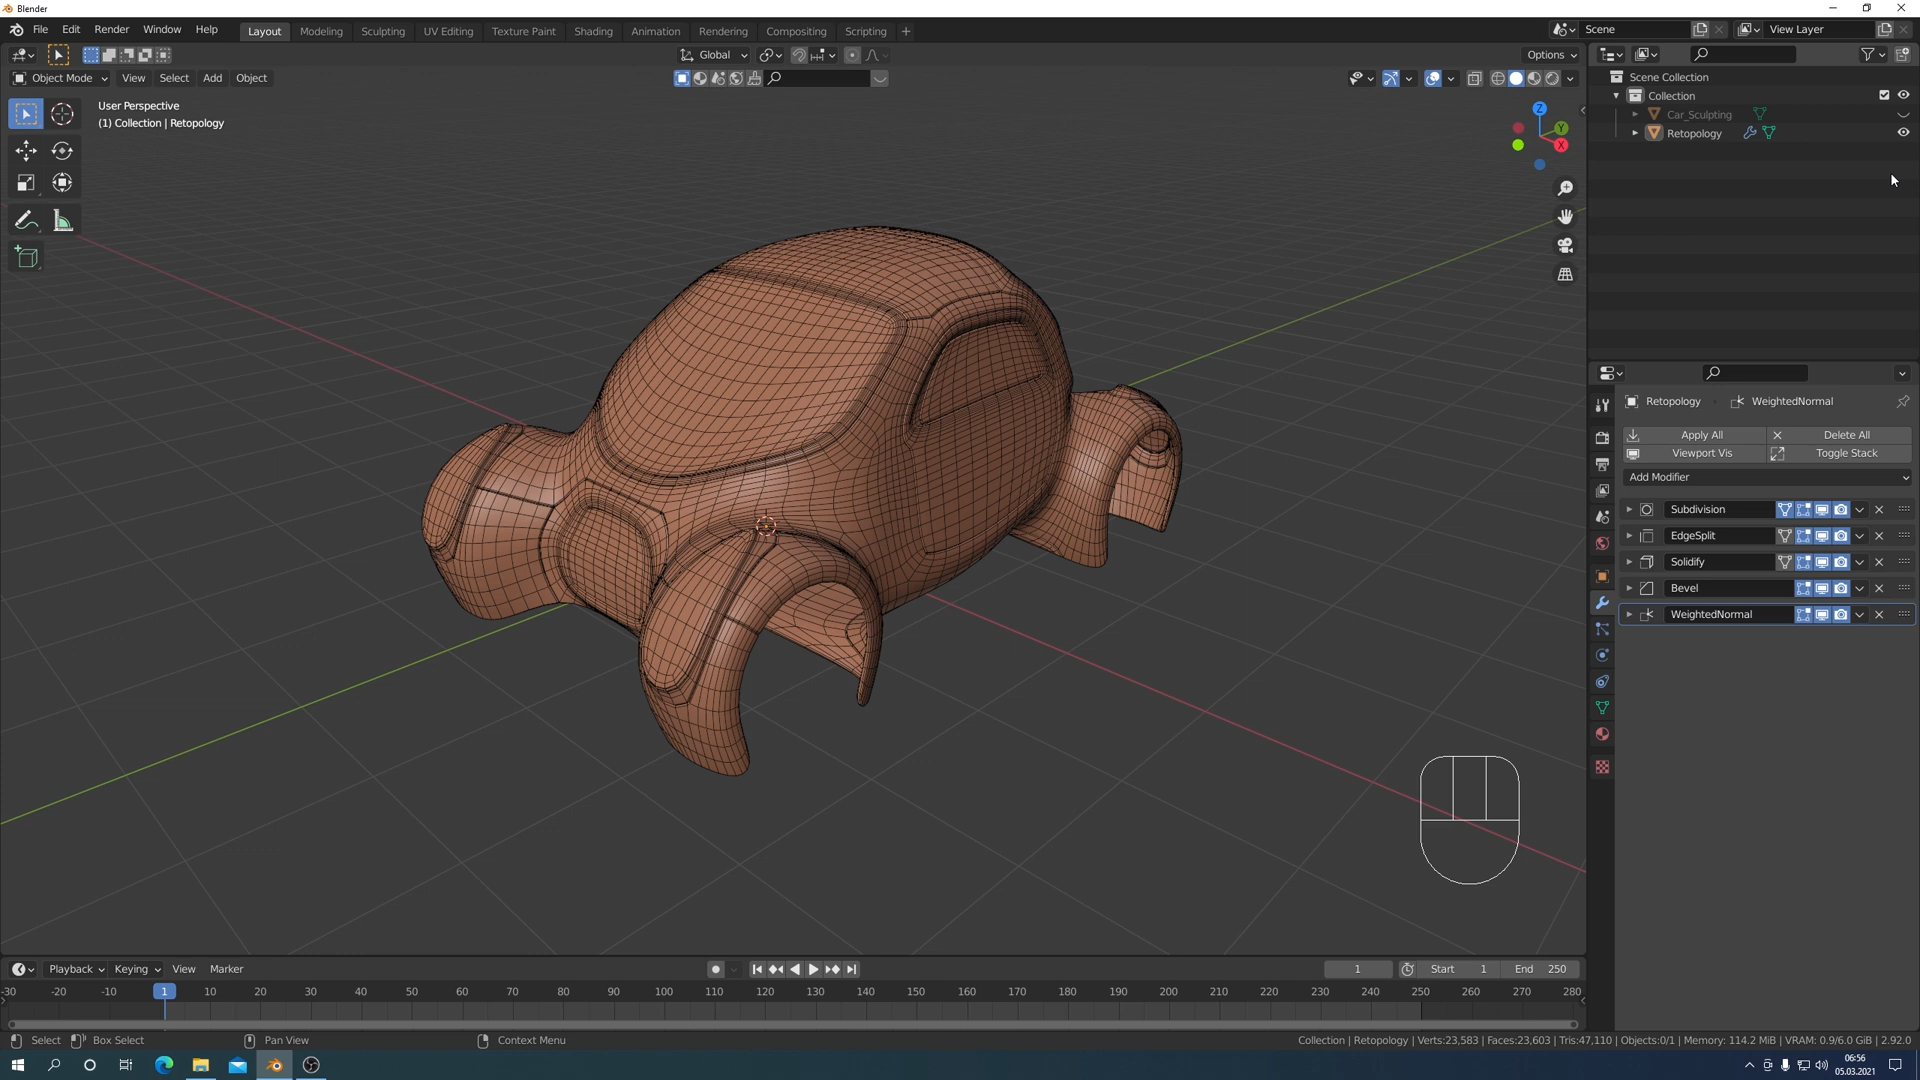 Blender
File Edit Render Window Help Layout Modeling Sculpting UV Editing Texture Paint Shading Animation Rendering Compositing Scripting + Scene View Layer
Global Options
Object Mode View Select Add Object
User Perspective
(1) Collection | Retopology
Z
Y
X
Scene Collection
Collection
Car_Sculpting
Retopology
Retopology WeightedNormal
Apply All Delete All
Viewport Vis Toggle Stack
Add Modifier
Subdivision
EdgeSplit
Solidify
Bevel
WeightedNormal
Playback Keying View Marker 1 Start 1 End 250
-30 -20 -10 1 10 20 30 40 50 60 70 80 90 100 110 120 130 140 150 160 170 180 190 200 210 220 230 240 250 260 270 280
Select Box Select Pan View Context Menu Collection | Retopology | Verts:23,583 | Faces:23,603 | Tris:47,110 | Objects:0/1 | Memory: 114.2 MiB | VRAM: 0.9/6.0 GiB | 2.92.0
06:56
05.03.2021